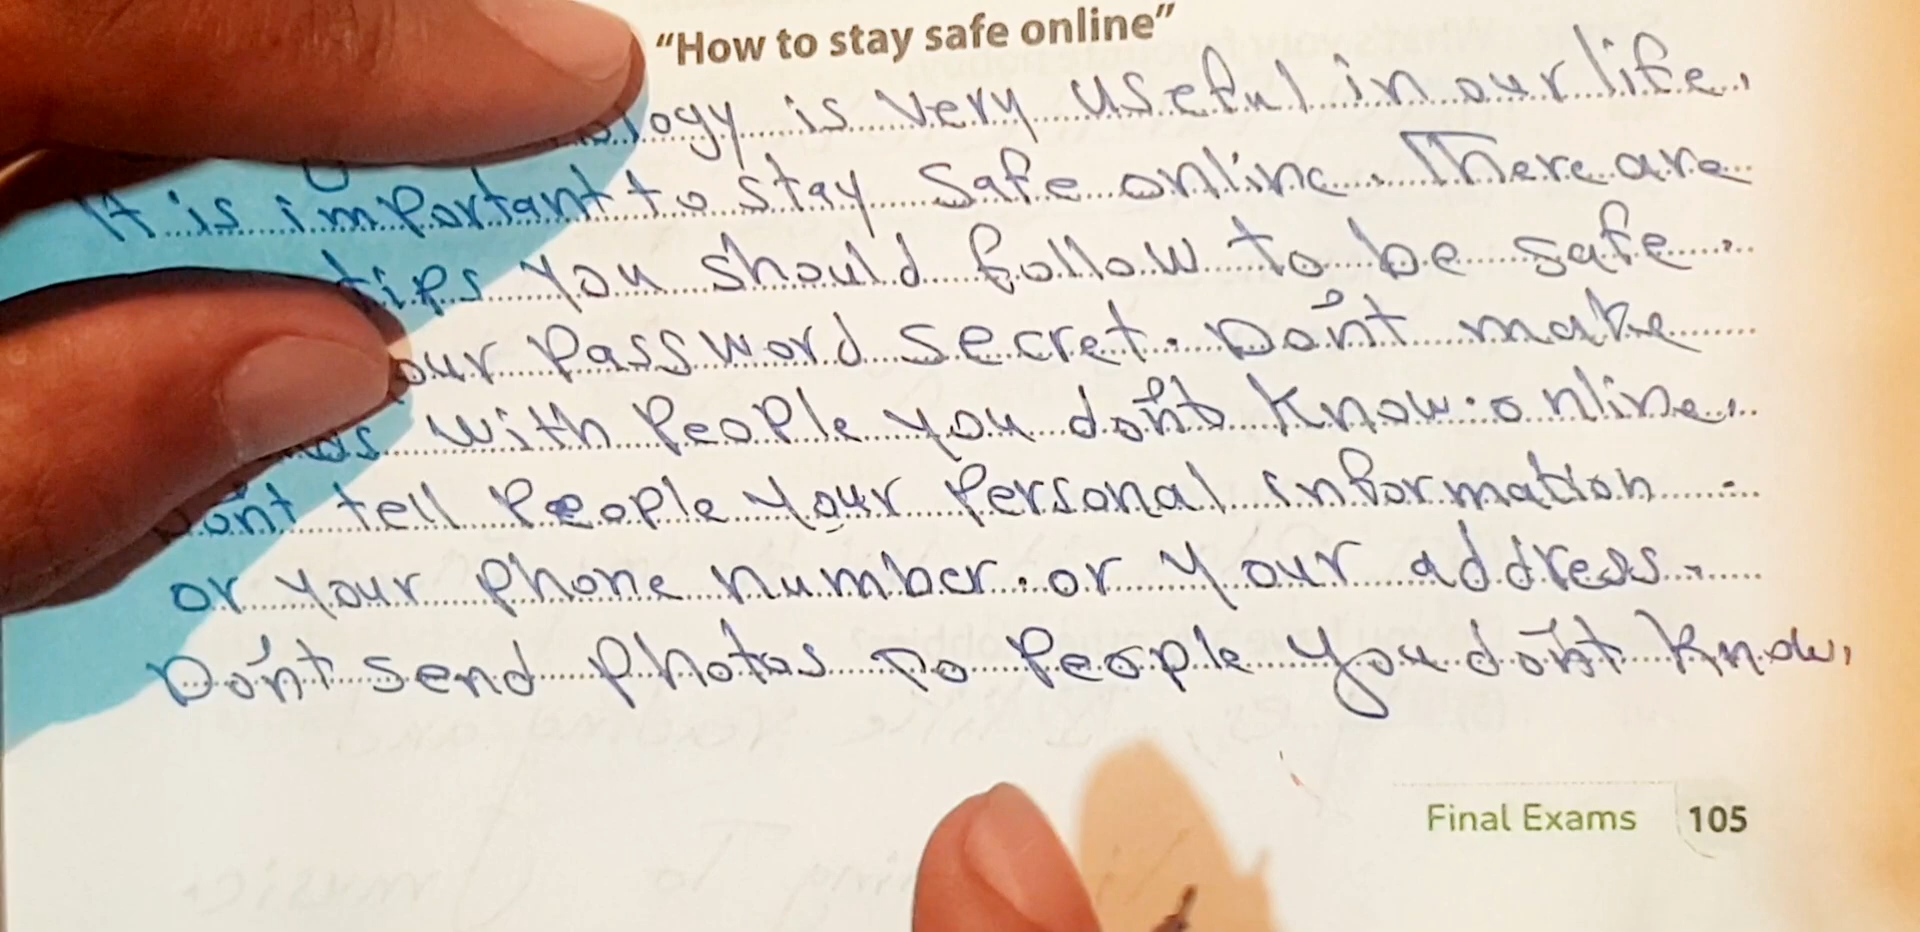 “How to stay safe online”
ology is very useful in our life.
It is important to stay safe online. There are
tips you should follow to be safe.
our password secret. Don't make
with people you don't know online.
Don't tell people your personal information
or your phone number or your address.
Don't send photos to people you don't know.
Final Exams 105